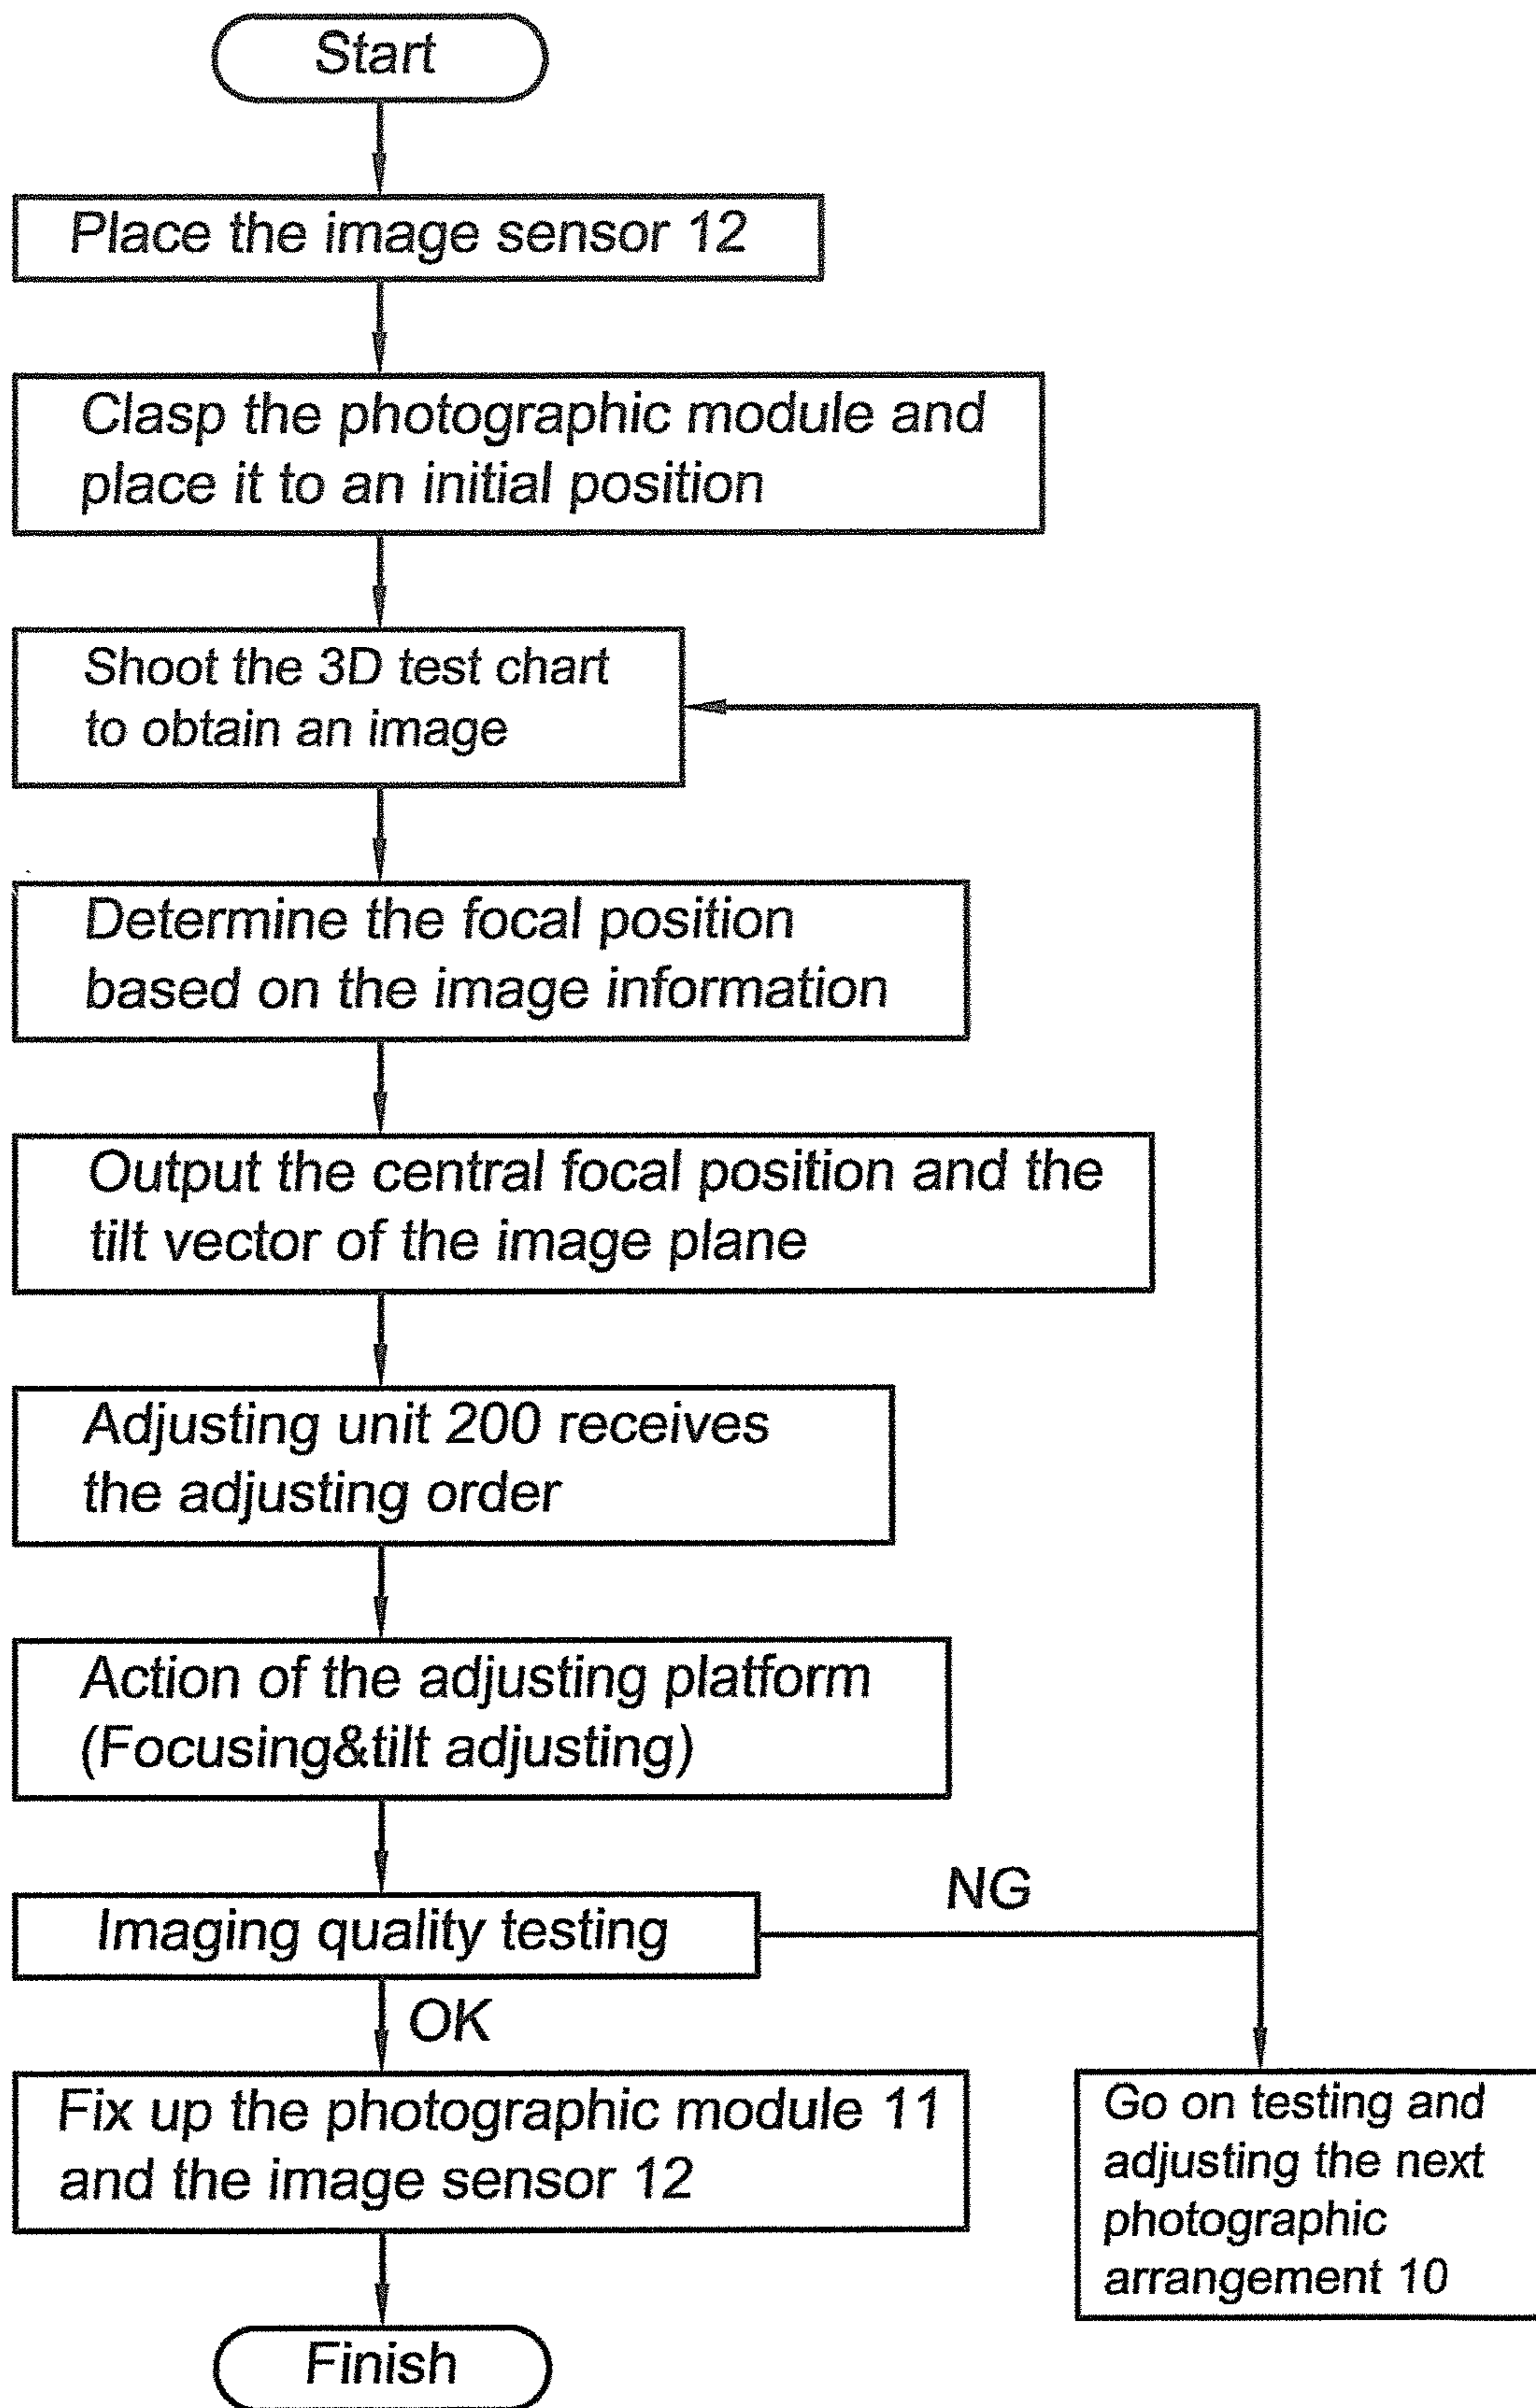 Start
Place the image sensor 12
Clasp the photographic module and
place it to an initial position
Shoot the 3D test chart
to obtain an image
Determine the focal position
based on the image information
Output the central focal position and the
tilt vector of the image plane
Adjusting unit 200 receives
the adjusting order
Action of the adjusting platform
(Focusing&tilt adjusting)
Imaging quality testing
NG
OK
Fix up the photographic module 11
and the image sensor 12
Go on testing and
adjusting the next
photographic
arrangement 10
Finish